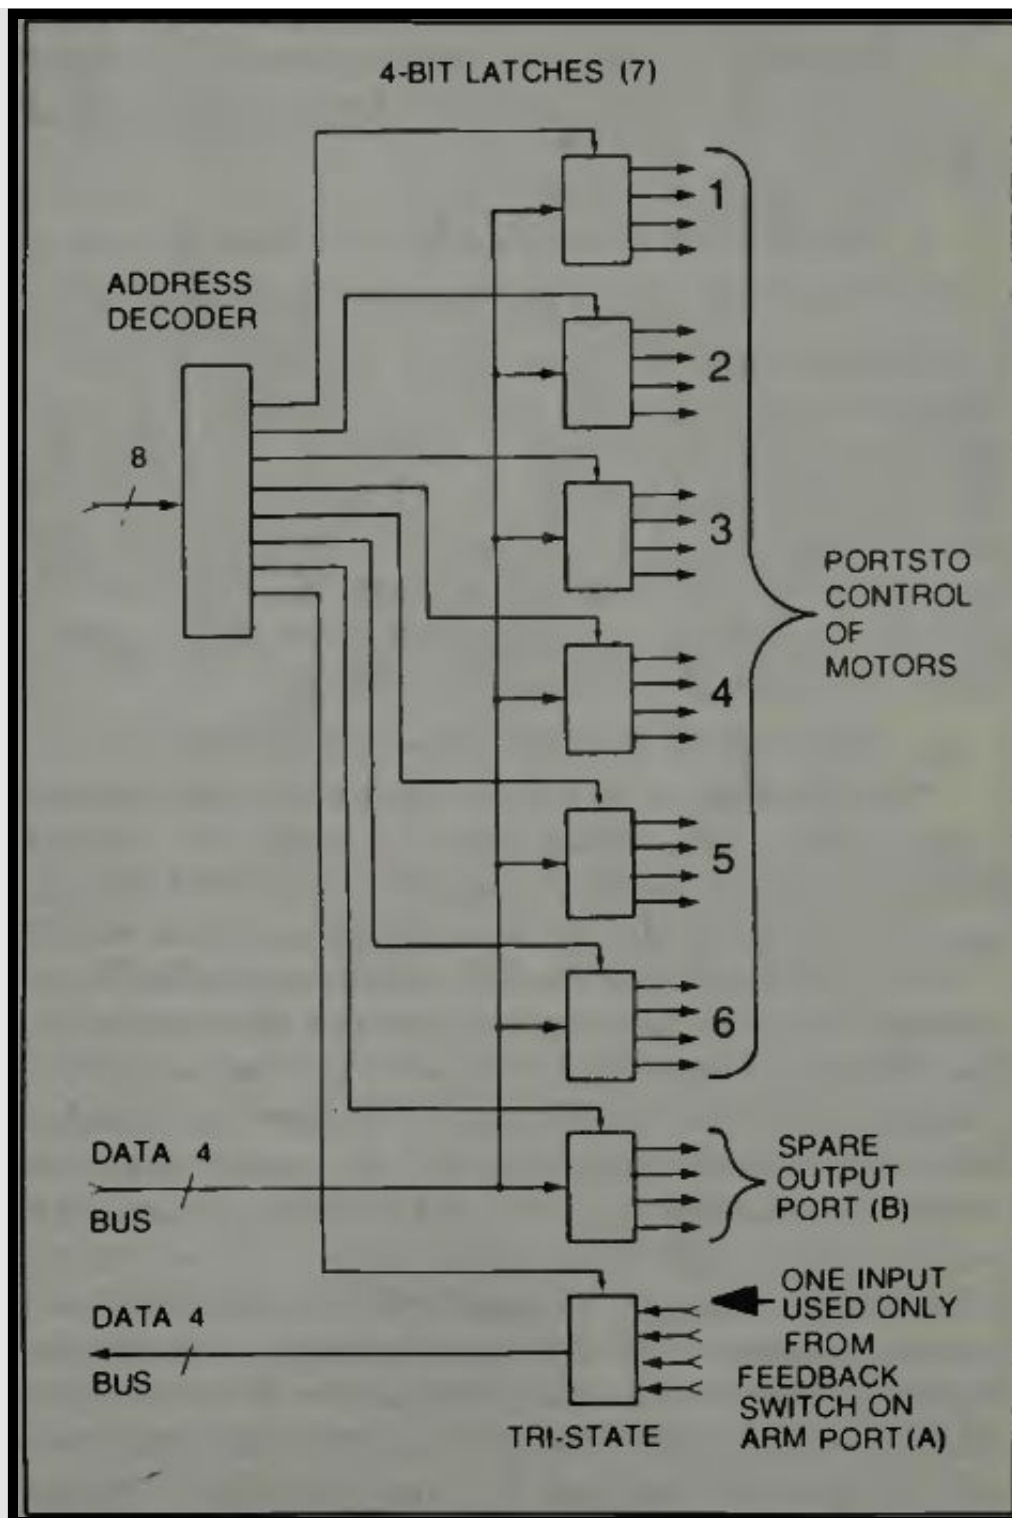 4-BIT LATCHES (7)
ADDRESS
DECODER
8
1
2
3
4
5
6
PORTSTO
CONTROL
OF
MOTORS
DATA 4
BUS
SPARE
OUTPUT
PORT (B)
DATA 4
BUS
TRI-STATE
ONE INPUT
USED ONLY
FROM
FEEDBACK
SWITCH ON
ARM PORT (A)